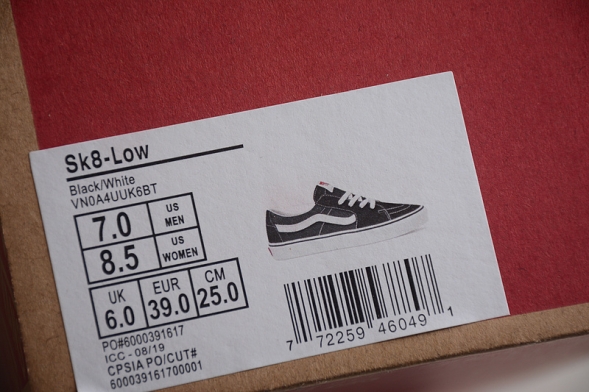 Sk8-Low
Black/White
VN0A4UUK6BT
7.0 US MEN
8.5 US WOMEN
UK EUR CM
6.0 39.0 25.0
PO#6000391617
ICC - 08/19
CPSIA PO/CUT#
600039161700001
7 72259 46049 1